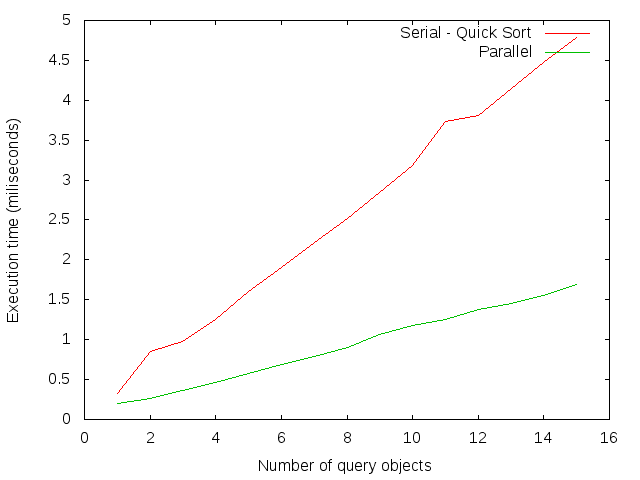 Serial - Quick Sort
Parallel
5
4.5
4
3.5
3
2.5
2
1.5
1
0.5
0
Execution time (miliseconds)
0 2 4 6 8 10 12 14 16
Number of query objects